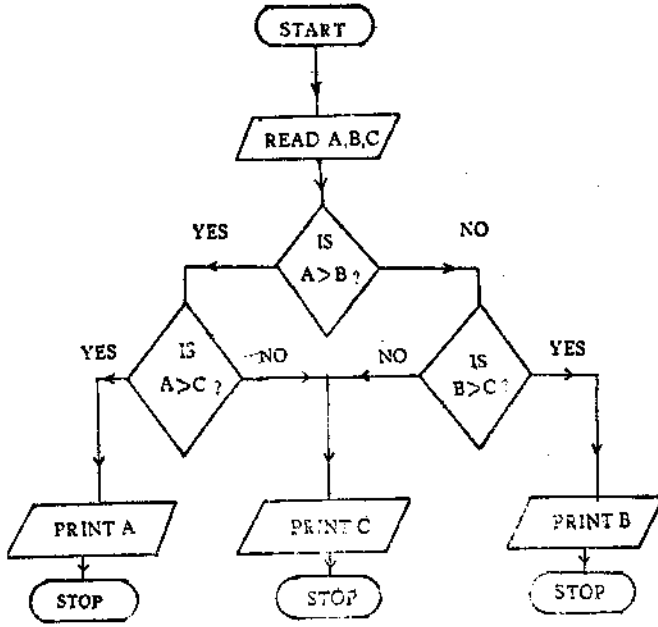 START
READ A,B,C
YES
IS
A>B ?
NO
YES
IS
A>C ?
NO
NO
IS
B>C ?
YES
PRINT A
PRINT C
PRINT B
STOP
STOP
STOP